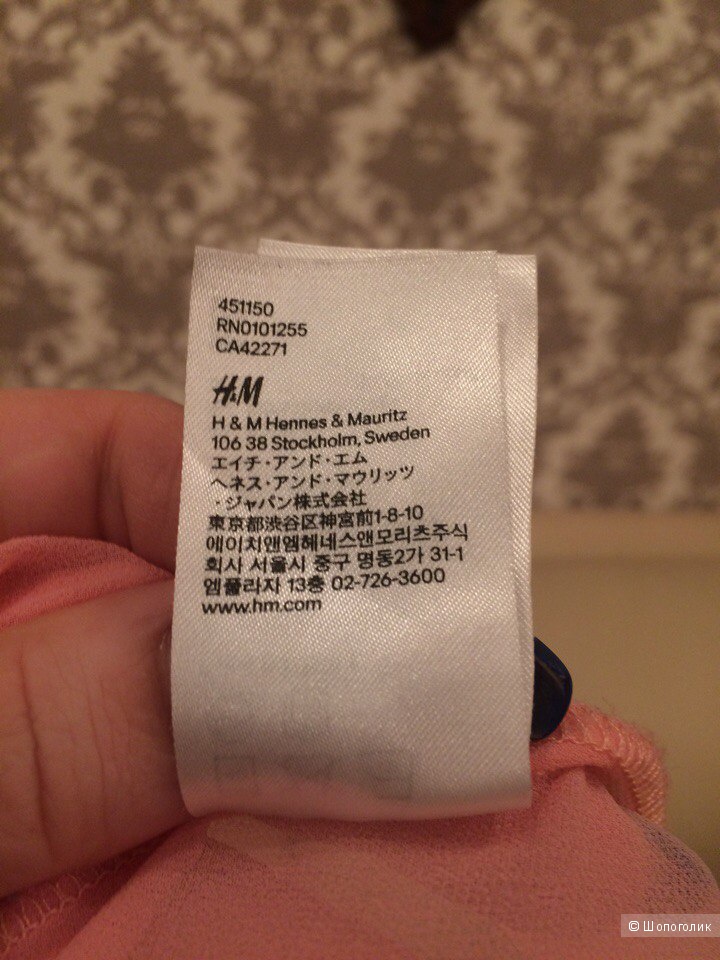 451150
RN0101255
CA42271
H&M
H & M Hennes & Mauritz
106 38 Stockholm, Sweden
エイチ・アンド・エム
ヘネス・アンド・マウリッツ
・ジャパン株式会社
東京都渋谷区神宮前1-8-10
에이치앤엠헤네스앤모리츠주식
회사 서울시 중구 명동2가 31-1
엠플라자 13층 02-726-3600
www.hm.com
© Шопоголик